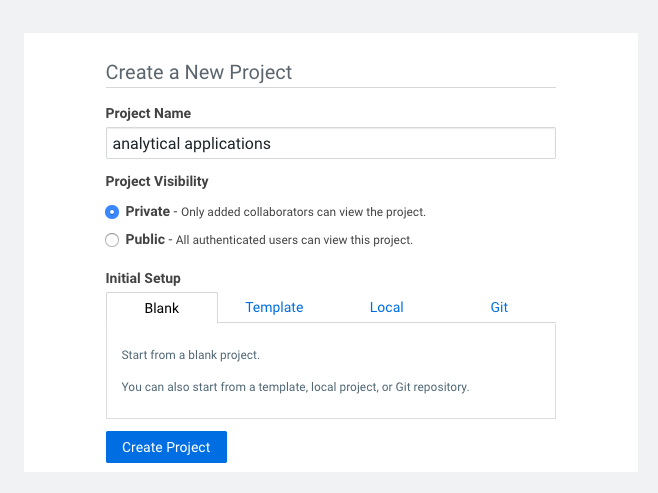 Create a New Project
Project Name
analytical applications
Project Visibility
Private - Only added collaborators can view the project.
Public - All authenticated users can view this project.
Initial Setup
Blank Template Local Git
Start from a blank project.
You can also start from a template, local project, or Git repository.
Create Project